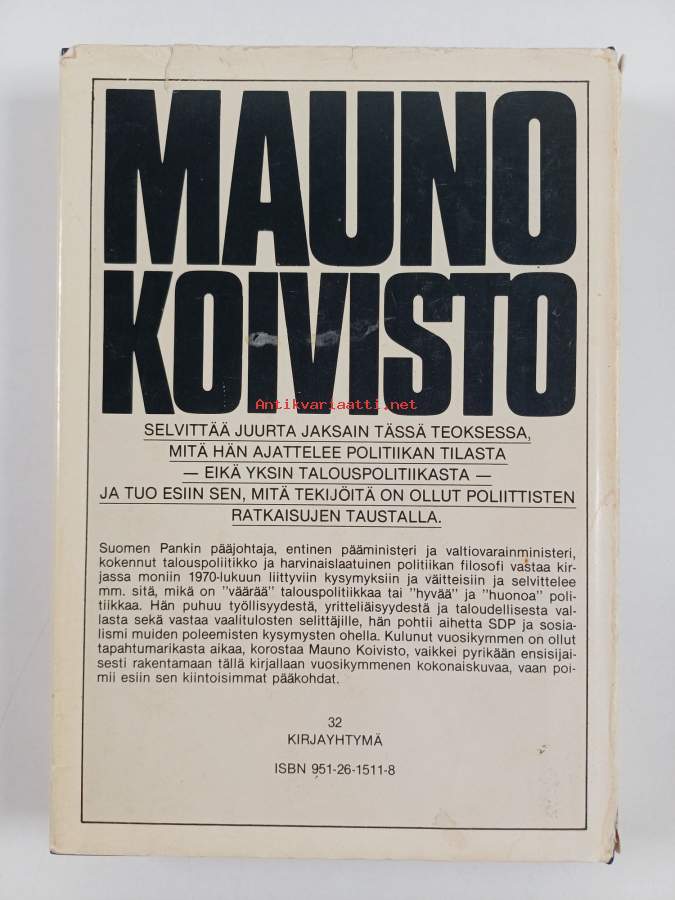 MAUNO
KOIVISTO
Antikvariaatti.net
SELVITTÄÄ JUURTA JAKSAIN TÄSSÄ TEOKSESSA,
MITÄ HÄN AJATTELEE POLITIIKAN TILASTA
— EIKÄ YKSIN TALOUSPOLITIIKASTA —
JA TUO ESIIN SEN, MITÄ TEKIJÖITÄ ON OLLUT POLIITTISTEN
RATKAISUJEN TAUSTALLA.
Suomen Pankin pääjohtaja, entinen pääministeri ja valtiovarainministeri,
kokennut talouspoliitikko ja harvinaislaatuinen politiikan filosofi vastaa kir-
jassa moniin 1970-lukuun liittyviin kysymyksiin ja väitteisiin ja selvittelee
mm. sitä, mikä on "väärää" talouspolitiikkaa tai "hyvää" ja "huonoa" poli-
tiikkaa. Hän puhuu työllisyydestä, yritteliäisyydestä ja taloudellisesta val-
lasta sekä vastaa vaalitulosten selittäjille, hän pohtii aihetta SDP ja sosia-
lismi muiden poleemisten kysymysten ohella. Kulunut vuosikymmen on ollut
tapahtumarikasta aikaa, korostaa Mauno Koivisto, vaikkei pyrikään ensisijai-
sesti rakentamaan tällä kirjallaan vuosikymmenen kokonaiskuvaa, vaan poi-
mii esiin sen kiintoisimmat pääkohdat.
32
KIRJAYHTYMÄ
ISBN 951-26-1511-8